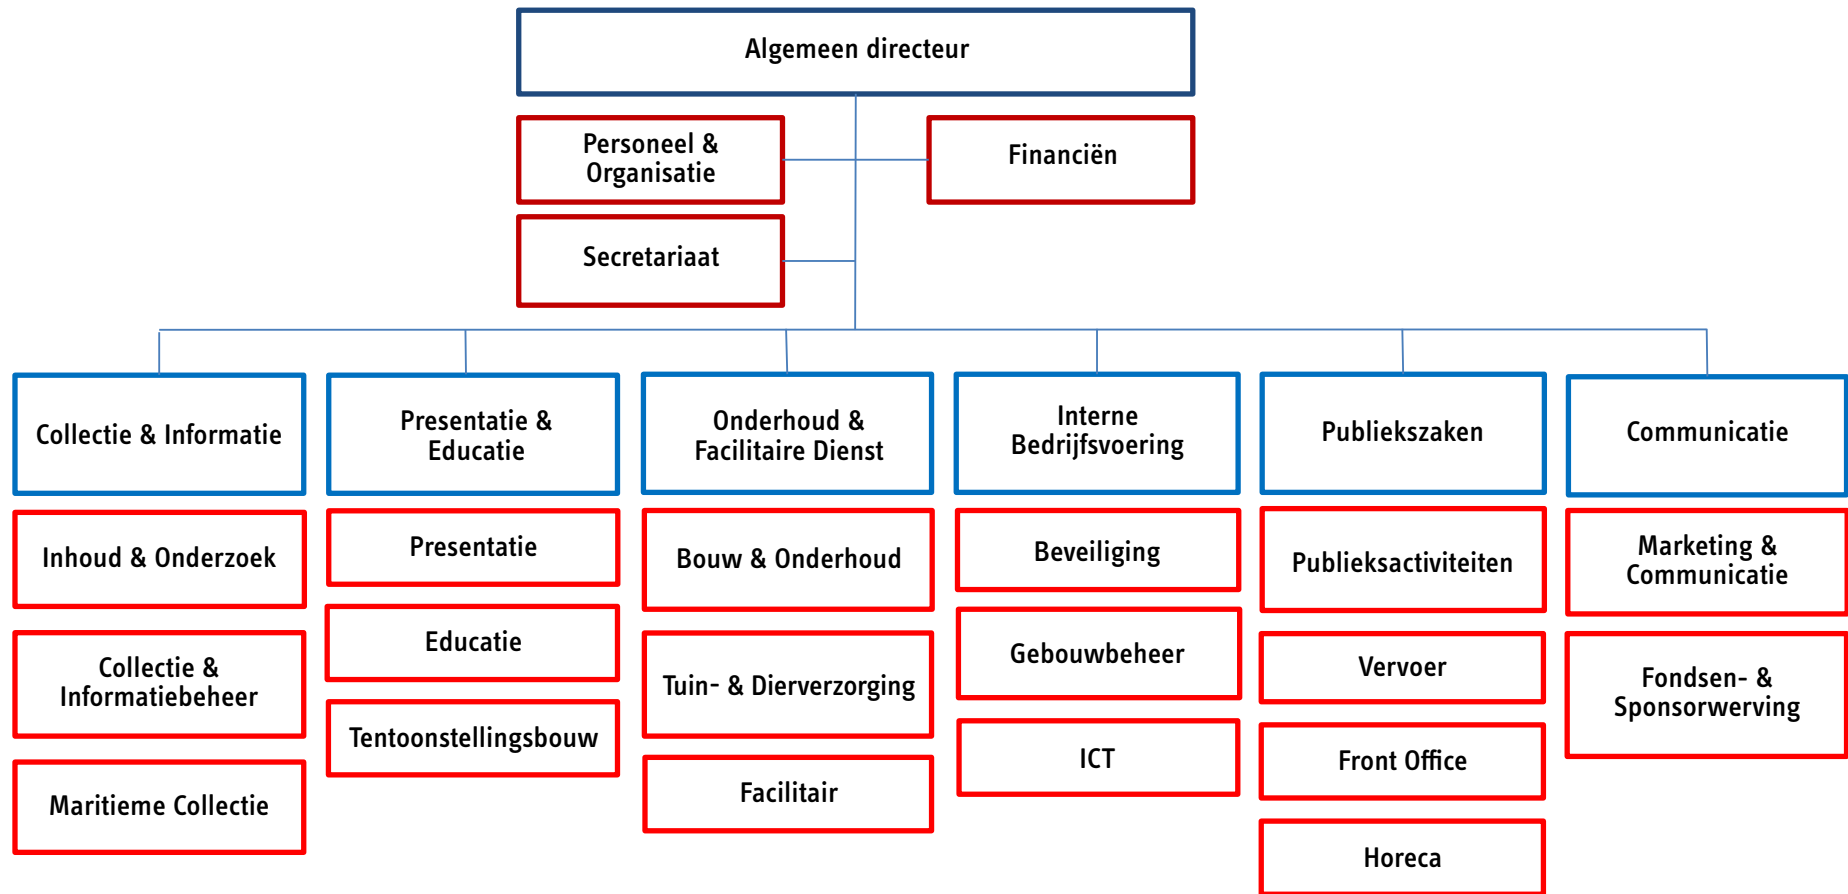 Algemeen directeur
Personeel &
Organisatie
Financiën
Secretariaat
Collectie & Informatie
Inhoud & Onderzoek
Collectie &
Informatiebeheer
Maritieme Collectie
Presentatie &
Educatie
Presentatie
Educatie
Tentoonstellingsbouw
Onderhoud &
Facilitaire Dienst
Bouw & Onderhoud
Tuin- & Dierverzorging
Facilitair
Interne
Bedrijfsvoering
Beveiliging
Gebouwbeheer
ICT
Publiekszaken
Publieksactiviteiten
Vervoer
Front Office
Horeca
Communicatie
Marketing &
Communicatie
Fondsen- &
Sponsorwerving